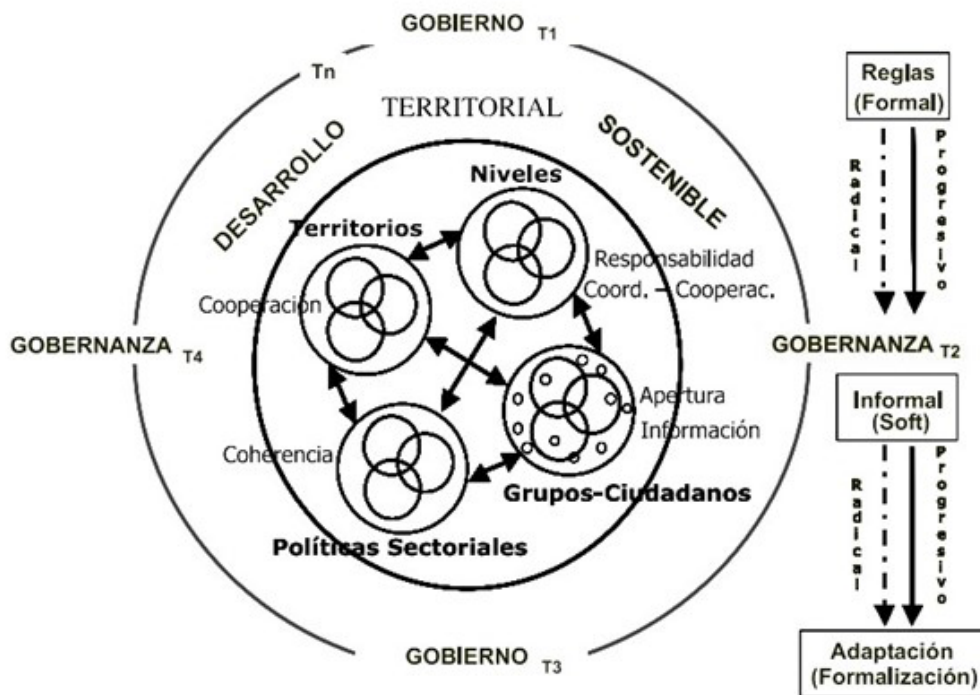 GOBIERNO T1
Tn
TERRITORIAL
DESARROLLO
SOSTENIBLE
Niveles
Territorios
Responsabilidad
Coord. – Cooperac.
Cooperación
GOBERNANZA T4
GOBERNANZA T2
Apertura
Información
Coherencia
Grupos-Ciudadanos
Políticas Sectoriales
GOBIERNO T3
Reglas
(Formal)
Radical
Progresivo
Informal
(Soft)
Radical
Progresivo
Adaptación
(Formalización)